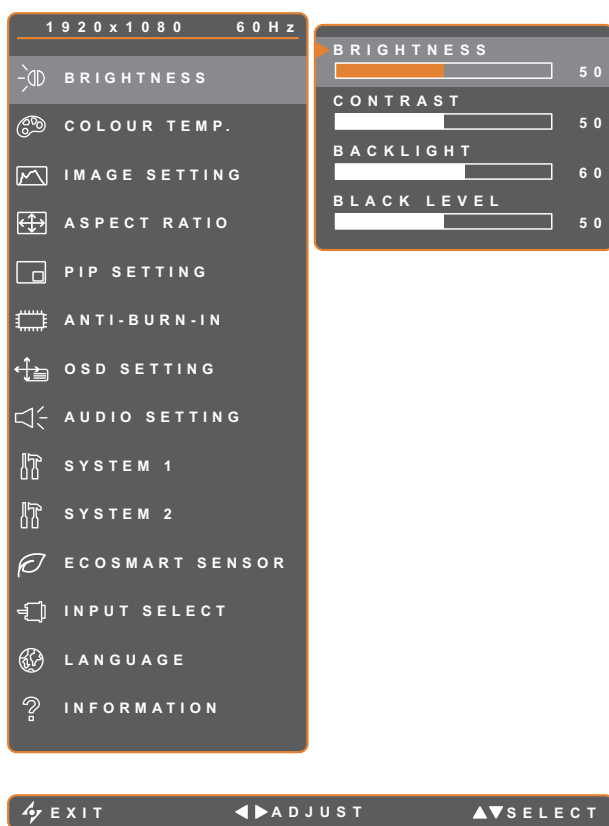 1920x1080 60Hz
BRIGHTNESS
COLOUR TEMP.
IMAGE SETTING
ASPECT RATIO
PIP SETTING
ANTI-BURN-IN
OSD SETTING
AUDIO SETTING
SYSTEM 1
SYSTEM 2
ECOSMART SENSOR
INPUT SELECT
LANGUAGE
INFORMATION
BRIGHTNESS
50
CONTRAST
50
BACKLIGHT
60
BLACK LEVEL
50
EXIT ADJUST SELECT